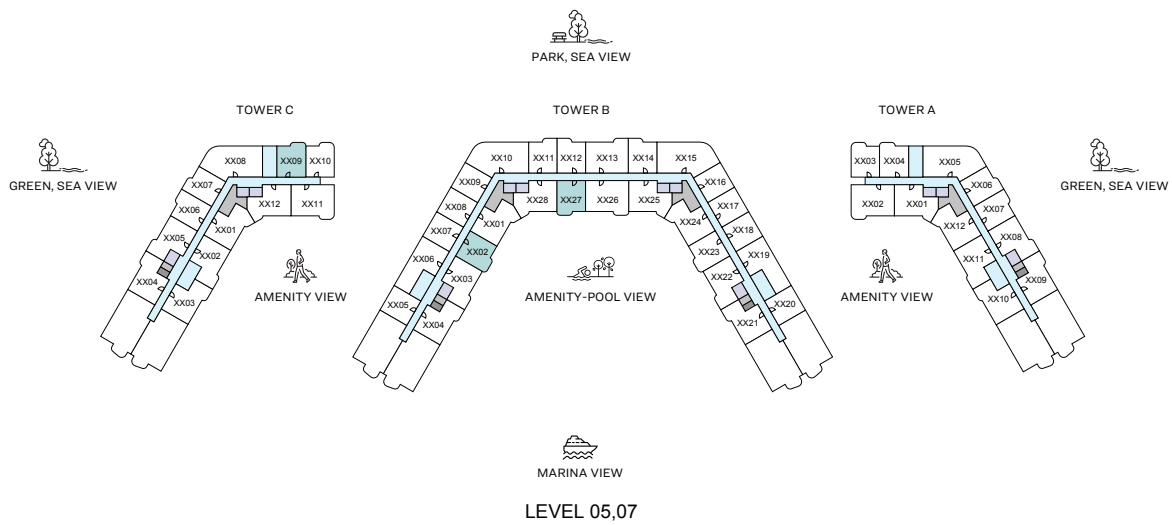 PARK, SEA VIEW
TOWER C
TOWER B
TOWER A
GREEN, SEA VIEW
GREEN, SEA VIEW
XX08
XX09
XX10
XX07
XX06
XX05
XX04
XX12
XX11
XX01
XX02
XX03
XX10
XX11
XX12
XX13
XX14
XX15
XX09
XX08
XX07
XX06
XX05
XX28
XX27
XX26
XX25
XX01
XX02
XX03
XX04
XX16
XX17
XX18
XX19
XX20
XX24
XX23
XX22
XX21
XX03
XX04
XX05
XX06
XX07
XX08
XX09
XX02
XX01
XX12
XX11
XX10
AMENITY VIEW
AMENITY-POOL VIEW
AMENITY VIEW
MARINA VIEW
LEVEL 05,07